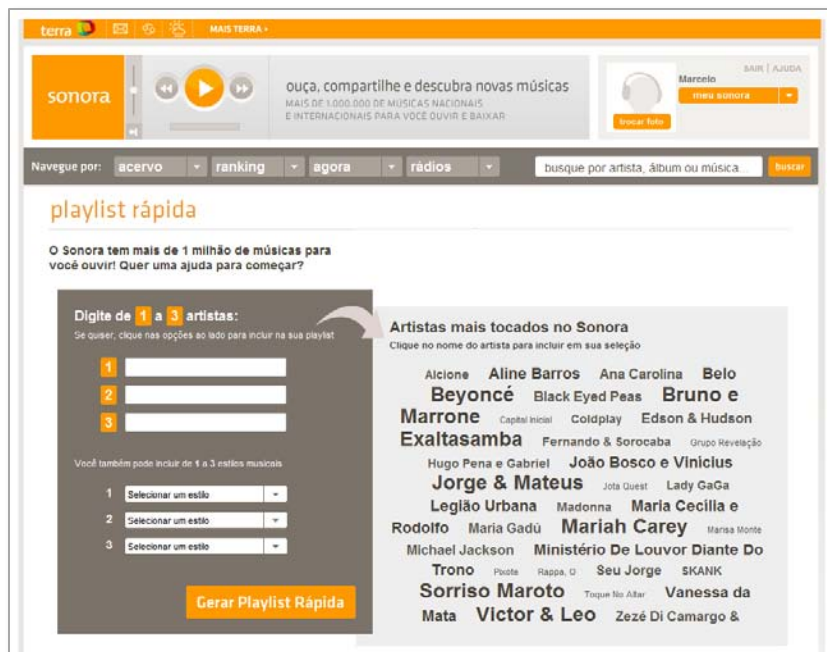 terra MAIS TERRA
SAIR | AJUDA
sonora
ouça, compartilhe e descubra novas músicas
MAIS DE 1.000.000 DE MÚSICAS NACIONAIS
E INTERNACIONAIS PARA VOCÊ OUVIR E BAIXAR
Marcelo
meu sonora
trocar foto
Navegue por: acervo ranking agora rádios busque por artista, álbum ou música... buscar
playlist rápida
O Sonora tem mais de 1 milhão de músicas para
você ouvir! Quer uma ajuda para começar?
Digite de 1 a 3 artistas:
Se quiser, clique nas opções ao lado para incluir na sua playlist
1
2
3
Você também pode incluir de 1 a 3 estilos musicais
1 Selecionar um estilo
2 Selecionar um estilo
3 Selecionar um estilo
Gerar Playlist Rápida
Artistas mais tocados no Sonora
Clique no nome do artista para incluir em sua seleção
Alcione Aline Barros Ana Carolina Belo
Beyoncé Black Eyed Peas Bruno e
Marrone Capital Inicial Coldplay Edson & Hudson
Exaltasamba Fernando & Sorocaba Grupo Revelação
Hugo Pena e Gabriel João Bosco e Vinicius
Jorge & Mateus Jota Quest Lady GaGa
Legião Urbana Madonna Maria Cecília e
Rodolfo Maria Gadú Mariah Carey Marisa Monte
Michael Jackson Ministério De Louvor Diante Do
Trono Pixote Rappa, O Seu Jorge SKANK
Sorriso Maroto Toque No Altar Vanessa da
Mata Victor & Leo Zezé Di Camargo &